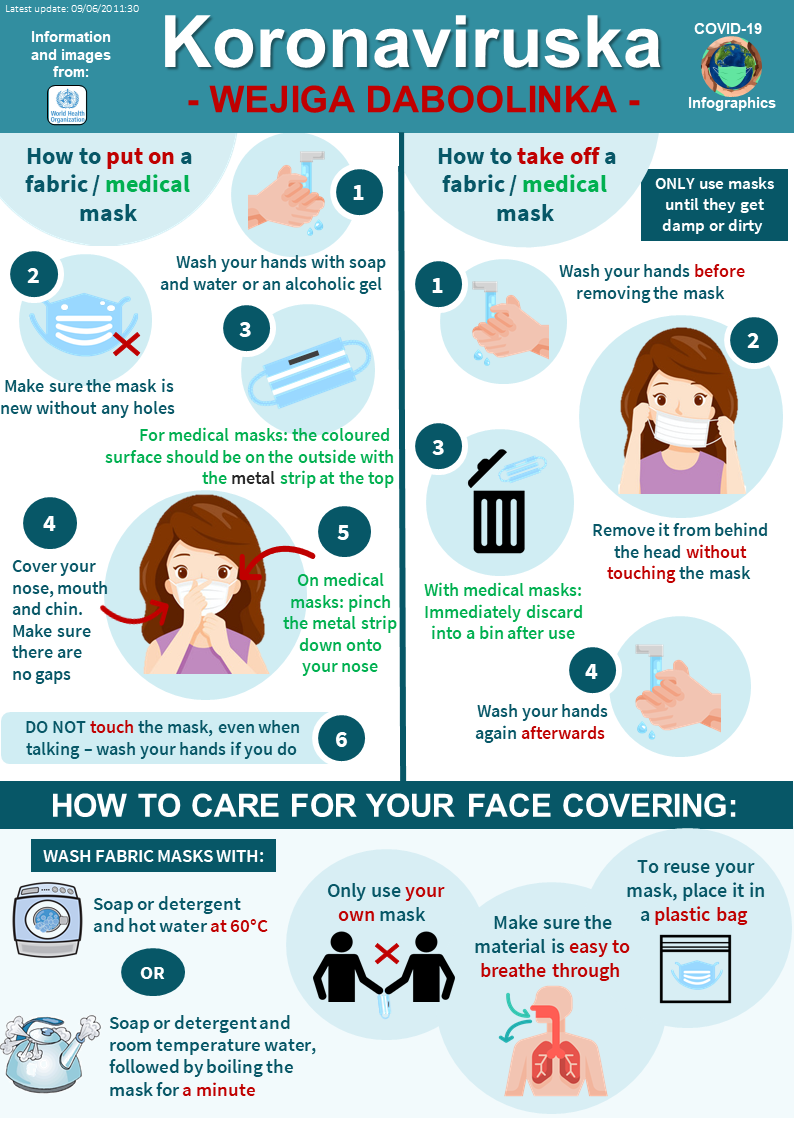 Latest update: 09/06/2011:30
Information
and images
from:
World Health
Organization
Koronaviruska
- WEJIGA DABOOLINKA -
COVID-19
Infographics
How to put on a
fabric / medical
mask
1
Wash your hands with soap
and water or an alcoholic gel
2
Make sure the mask is
new without any holes
3
For medical masks: the coloured
surface should be on the outside with
the metal strip at the top
4
Cover your
nose, mouth
and chin.
Make sure
there are
no gaps
5
On medical
masks: pinch
the metal strip
down onto
your nose
DO NOT touch the mask, even when
talking – wash your hands if you do
6
How to take off a
fabric / medical
mask
ONLY use masks
until they get
damp or dirty
1
Wash your hands before
removing the mask
2
Remove it from behind
the head without
touching the mask
3
With medical masks:
Immediately discard
into a bin after use
4
Wash your hands
again afterwards
HOW TO CARE FOR YOUR FACE COVERING:
WASH FABRIC MASKS WITH:
Soap or detergent
and hot water at 60°C
OR
Soap or detergent and
room temperature water,
followed by boiling the
mask for a minute
Only use your
own mask
Make sure the
material is easy to
breathe through
To reuse your
mask, place it in
a plastic bag